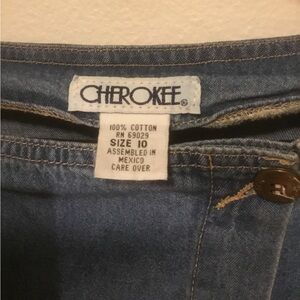 CHEROKEE®
100% COTTON
RN 69029
SIZE 10
ASSEMBLED IN
MEXICO
CARE OVER